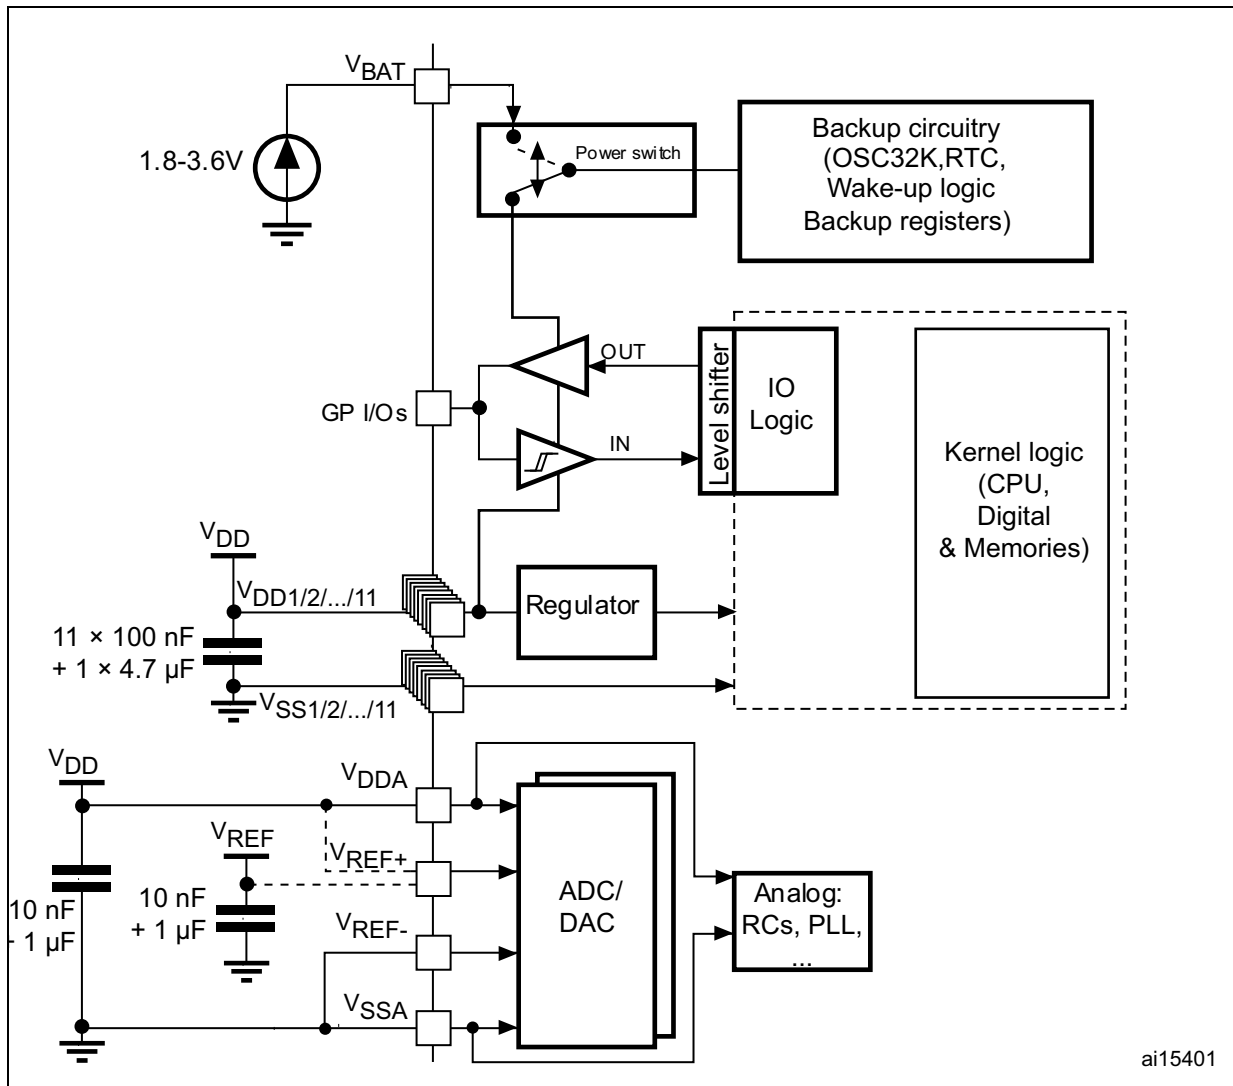 VBAT
1.8-3.6V
Power switch
Backup circuitry
(OSC32K,RTC,
Wake-up logic
Backup registers)
OUT
GP I/Os
IN
Level shifter
IO
Logic
Kernel logic
(CPU,
Digital
& Memories)
VDD
VDD1/2/.../11
Regulator
11 × 100 nF
+ 1 × 4.7 µF
VSS1/2/.../11
VDD
VDDA
VREF
VREF+
10 nF
+ 1 µF
10 nF
+ 1 µF
VREF-
VSSA
ADC/
DAC
Analog:
RCs, PLL,
...
ai15401